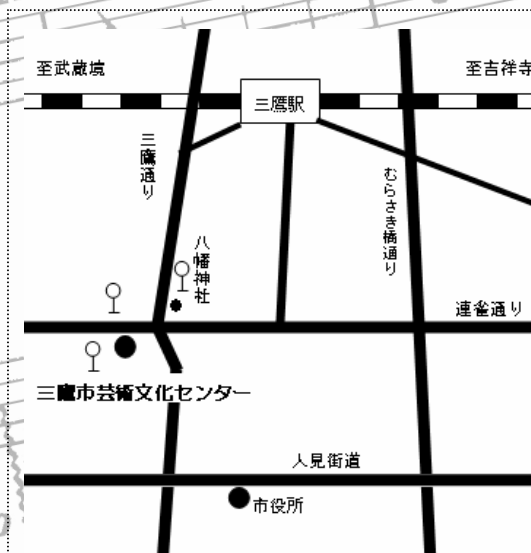 至武蔵境
至吉祥寺
三鷹駅
三鷹通り
むらさき橋通り
八幡神社
連雀通り
三鷹市芸術文化センター
人見街道
市役所